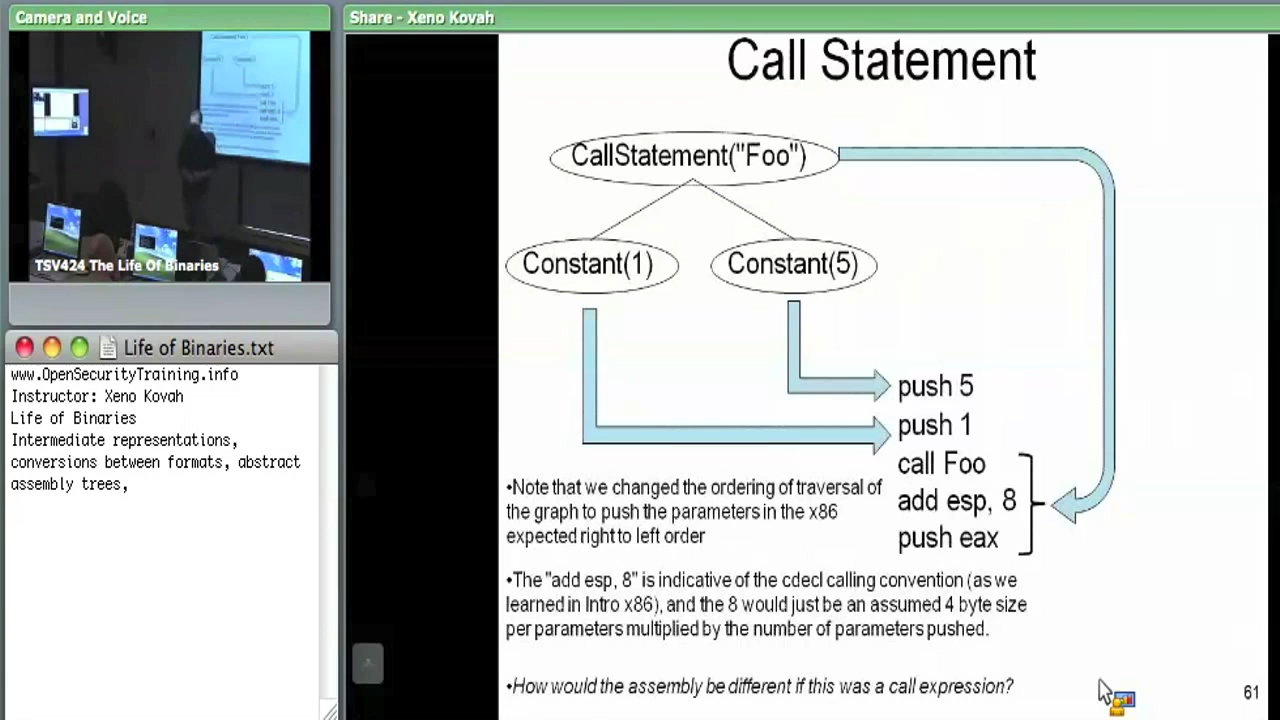 Camera and Voice
TSV424 The Life Of Binaries
Life of Binaries.txt
www.OpenSecurityTraining.info
Instructor: Xeno Kovah
Life of Binaries
Intermediate representations,
conversions between formats, abstract
assembly trees,
Share - Xeno Kovah
Call Statement
CallStatement("Foo")
Constant(1)
Constant(5)
push 5
push 1
call Foo
add esp, 8
push eax
•Note that we changed the ordering of traversal of
the graph to push the parameters in the x86
expected right to left order
•The "add esp, 8" is indicative of the cdecl calling convention (as we
learned in Intro x86), and the 8 would just be an assumed 4 byte size
per parameters multiplied by the number of parameters pushed.
•How would the assembly be different if this was a call expression?
61